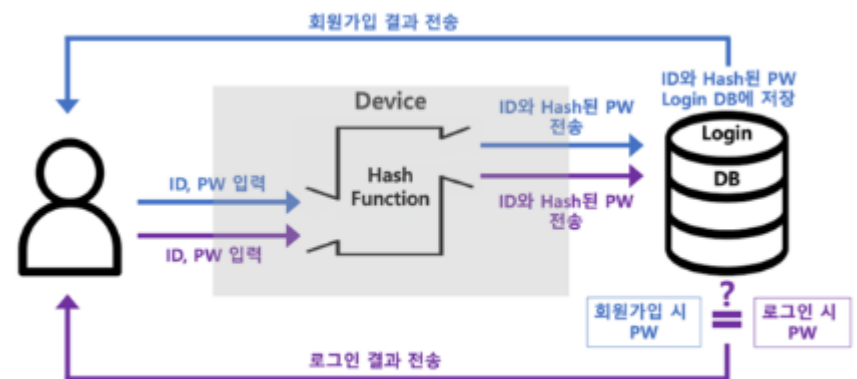 회원가입 결과 전송
ID와 Hash된 PW
Login DB에 저장
Device
ID와 Hash된 PW
전송
Login
DB
ID, PW 입력
Hash
Function
ID와 Hash된 PW
전송
ID, PW 입력
?
=
회원가입 시
PW
로그인 시
PW
로그인 결과 전송